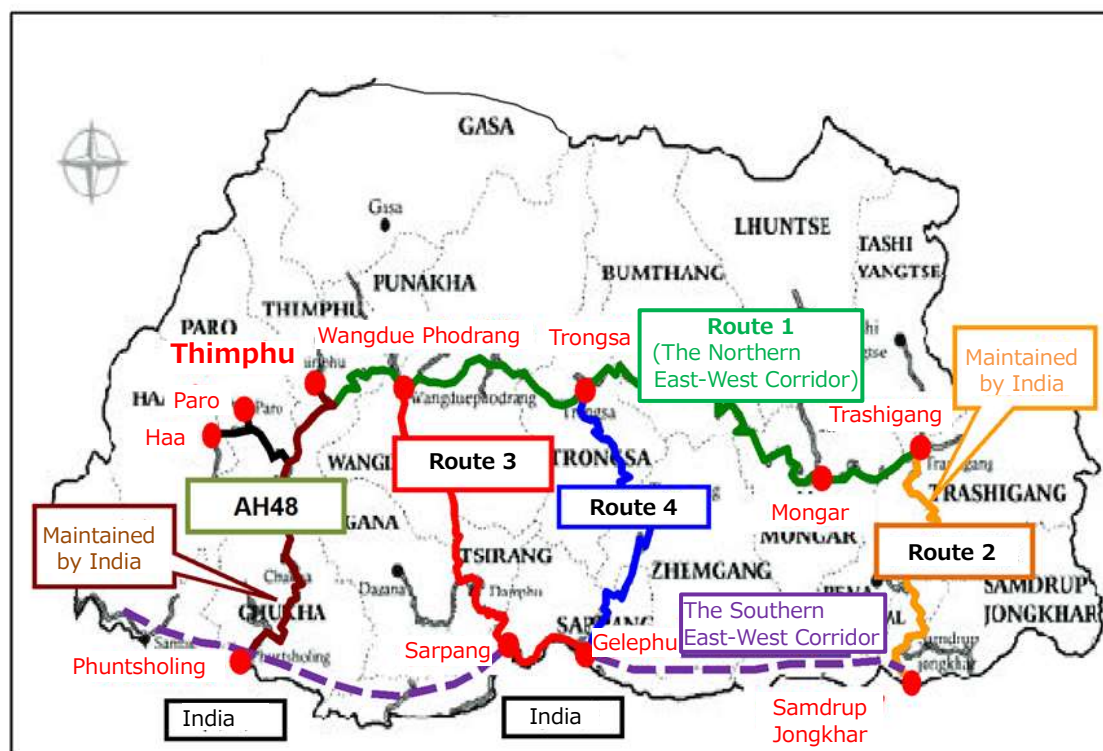 GASA
Gasa
LHUNTSE
TASHI
YANGTSE
BUMTHANG
PUNAKHA
THIMPHU
PARO
Wangdue Phodrang
Trongsa
Route 1
(The Northern
East-West Corridor)
Maintained
by India
Thimphu
Paro
Paro
Haa
Wangduephodrang
Trongsa
Trashigang
Trashigang
TRASHIGANG
Route 3
TRONGSA
AH48
Route 4
Mongar
MONGAR
Route 2
Maintained
by India
TSIRANG
ZHEMGANG
SAMDRUP
JONGKHAR
Dagana
Damphu
CHUKHA
The Southern
East-West Corridor
Phuntsholing
Sarpang
Gelephu
Samdrup
Jongkhar
India
India